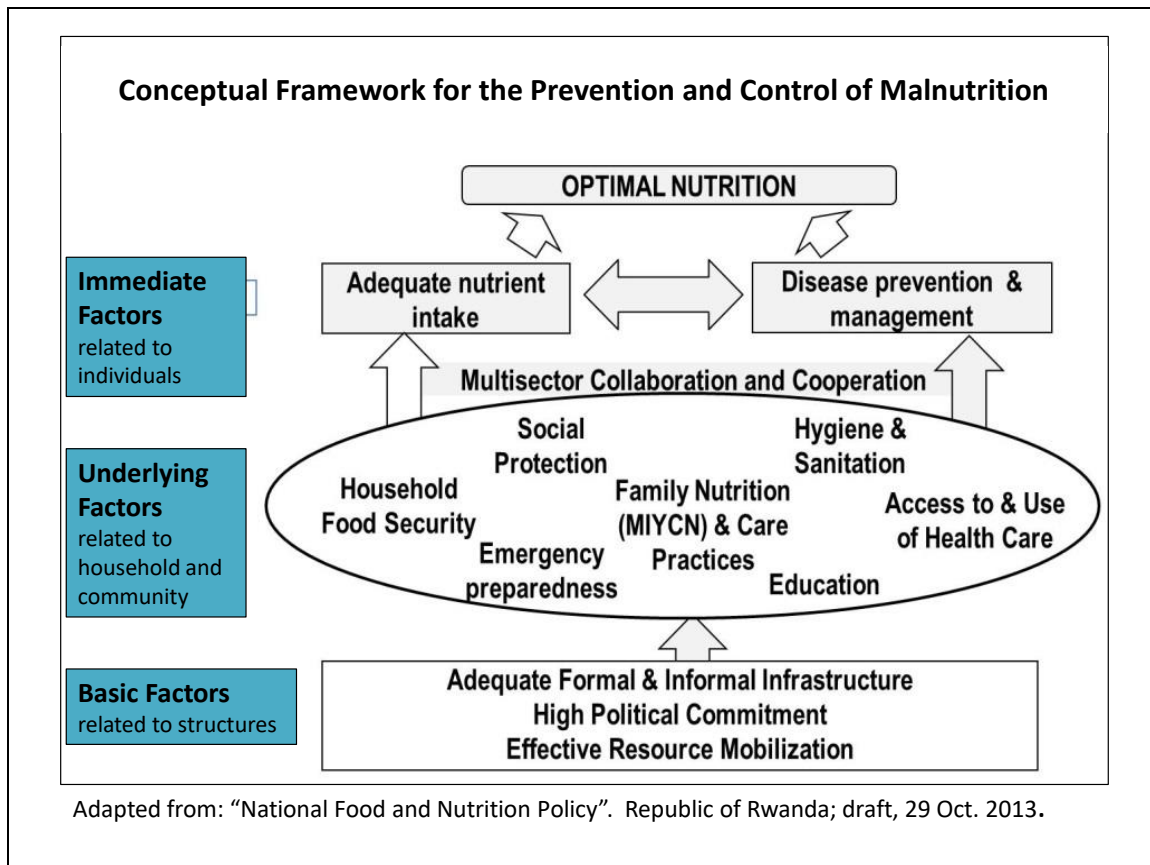 Conceptual Framework for the Prevention and Control of Malnutrition
OPTIMAL NUTRITION
Immediate
Factors
related to
individuals
Adequate nutrient
intake
Disease prevention &
management
Multisector Collaboration and Cooperation
Underlying
Factors
related to
household and
community
Social
Protection
Hygiene &
Sanitation
Household
Food Security
Family Nutrition
(MIYCN) & Care
Practices
Access to & Use
of Health Care
Emergency
preparedness
Education
Basic Factors
related to structures
Adequate Formal & Informal Infrastructure
High Political Commitment
Effective Resource Mobilization
Adapted from: “National Food and Nutrition Policy”. Republic of Rwanda; draft, 29 Oct. 2013.